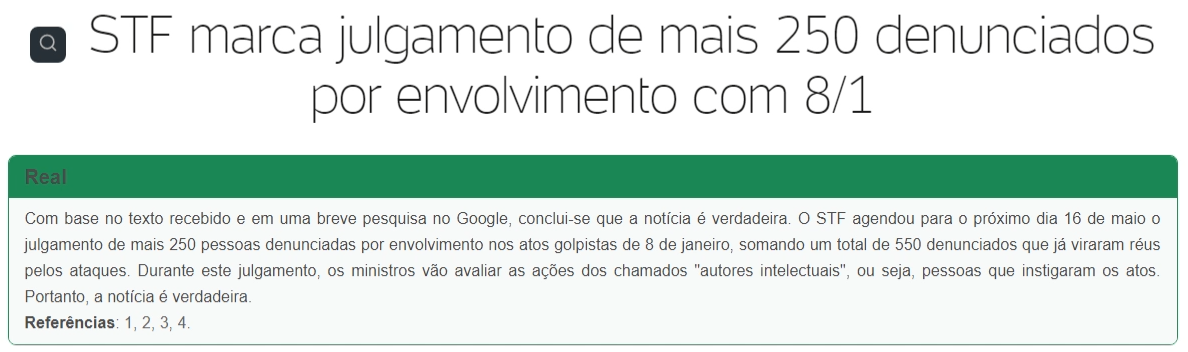 STF marca julgamento de mais 250 denunciados
por envolvimento com 8/1
Real
Com base no texto recebido e em uma breve pesquisa no Google, conclui-se que a notícia é verdadeira. O STF agendou para o próximo dia 16 de maio o
julgamento de mais 250 pessoas denunciadas por envolvimento nos atos golpistas de 8 de janeiro, somando um total de 550 denunciados que já viraram réus
pelos ataques. Durante este julgamento, os ministros vão avaliar as ações dos chamados "autores intelectuais", ou seja, pessoas que instigaram os atos.
Portanto, a notícia é verdadeira.
Referências: 1, 2, 3, 4.